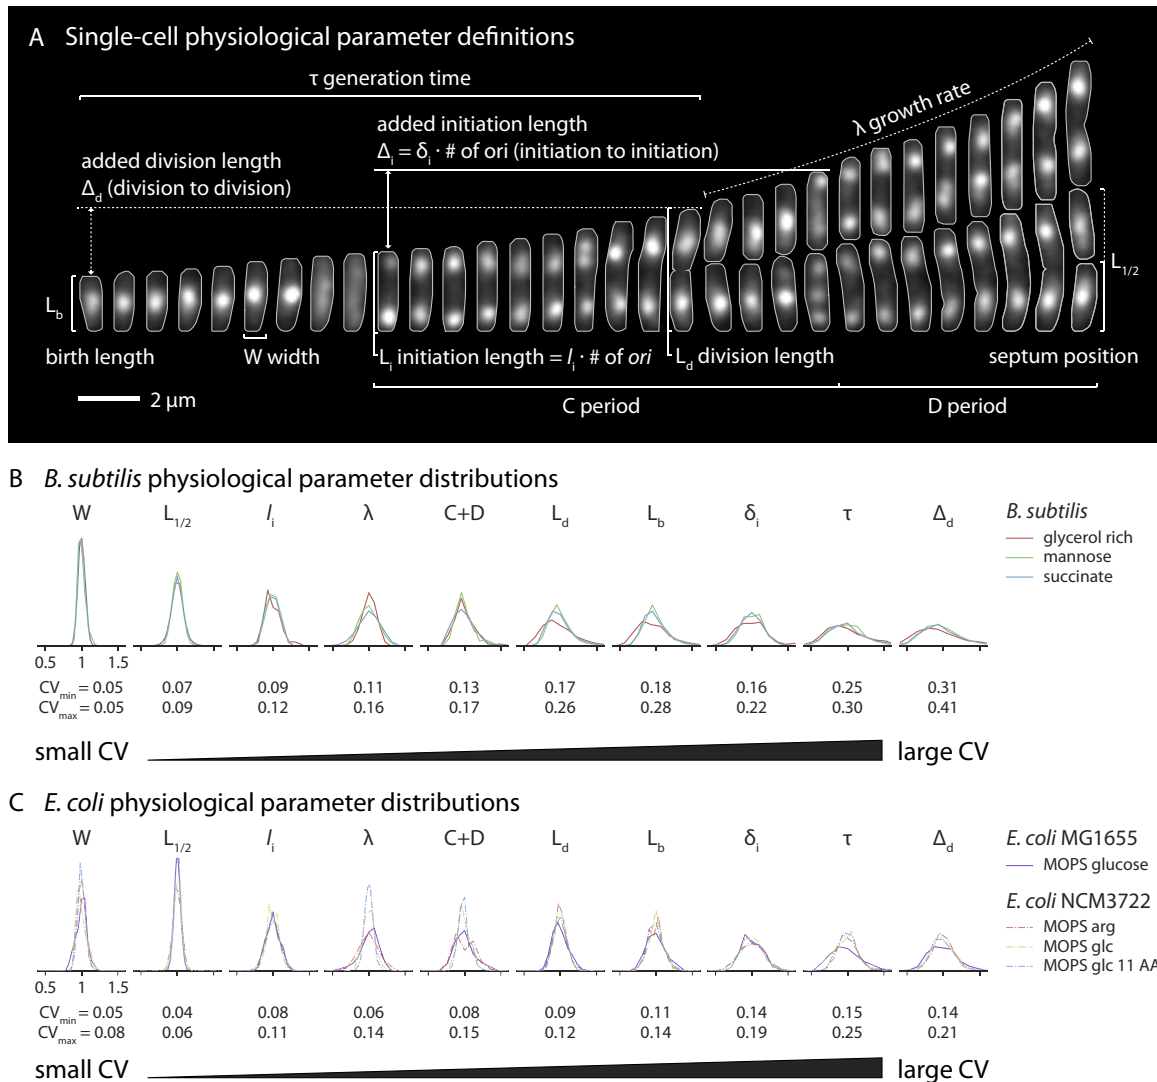 A Single-cell physiological parameter definitions
τ generation time
λ growth rate
added initiation length
Δi = δi · # of ori (initiation to initiation)
added division length
Δd (division to division)
Lb
L1/2
birth length
W width
Li initiation length = li · # of ori
Ld division length
septum position
2 μm
C period
D period
B B. subtilis physiological parameter distributions
W L1/2 li λ C+D Ld Lb δi τ Δd
B. subtilis
glycerol rich
mannose
succinate
0.5 1 1.5
CVmin = 0.05 0.07 0.09 0.11 0.13 0.17 0.18 0.16 0.25 0.31
CVmax = 0.05 0.09 0.12 0.16 0.17 0.26 0.28 0.22 0.30 0.41
small CV large CV
C E. coli physiological parameter distributions
W L1/2 li λ C+D Ld Lb δi τ Δd
E. coli MG1655
MOPS glucose
E. coli NCM3722
MOPS arg
MOPS glc
MOPS glc 11 AA
0.5 1 1.5
CVmin = 0.05 0.04 0.08 0.06 0.08 0.09 0.11 0.14 0.15 0.14
CVmax = 0.08 0.06 0.11 0.14 0.15 0.12 0.14 0.19 0.25 0.21
small CV large CV